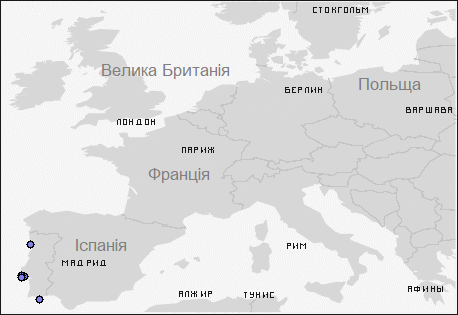 СТОКГОЛЬМ
Велика Британія
БЕРЛИН
Польща
ВАРШАВА
ЛОНДОН
ПАРИЖ
Франція
Іспанія
РИМ
МАДРИД
АЛЖИР
ТУНИС
АФИНЫ